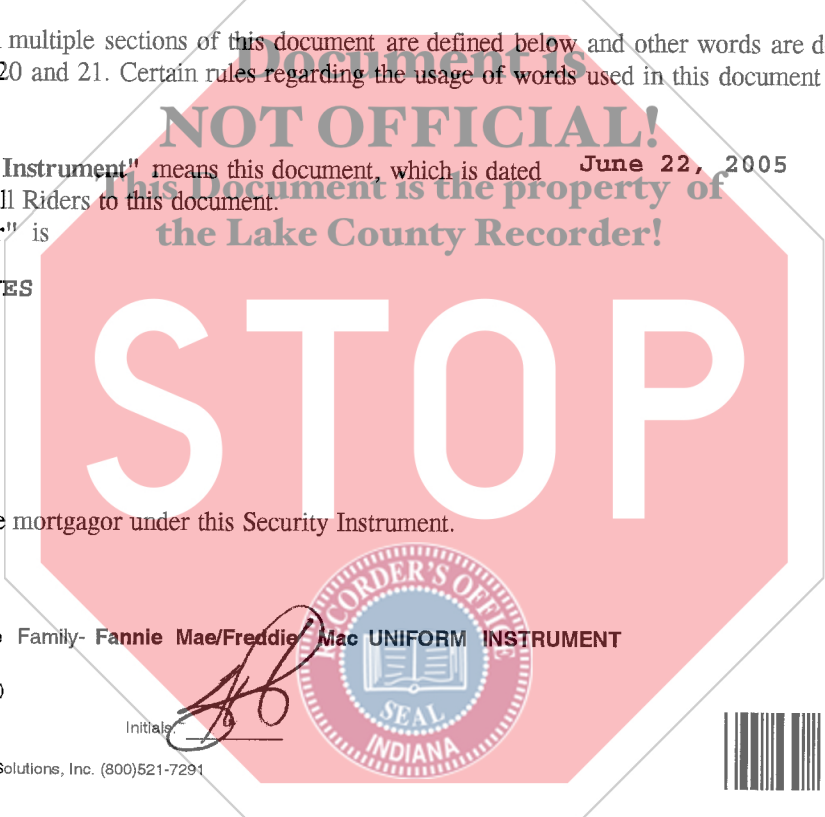 multiple sections of this document are defined below and other words are d
Document is
20 and 21. Certain rules regarding the usage of words used in this document
NOT OFFICIAL!
Instrument" means this document, which is dated June 22, 2005
This Document is the property of
ll Riders to this document.
r" is
the Lake County Recorder!
ES
STOP
e mortgagor under this Security Instrument.
RECORDER'S OFFICE
e Family- Fannie Mae/Freddie Mac UNIFORM INSTRUMENT
)
SEAL
Initials:
INDIANA
Solutions, Inc. (800)521-7291